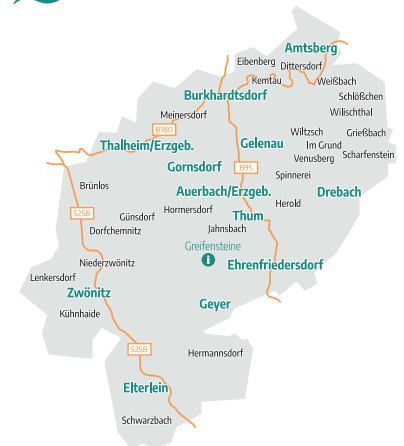 Amtsberg
Eibenberg
Dittersdorf
Kemtau
Weißbach
Burkhardtsdorf
Schlößchen
Meinersdorf
Wilischthal
B180
Wiltzsch
Grießbach
Thalheim/Erzgeb.
Gelenau
Im Grund
Venusberg
Scharfenstein
Gornsdorf
B95
Spinnerei
Brünlos
Auerbach/Erzgeb.
Drebach
S258
Günsdorf
Hormersdorf
Thum
Herold
Dorfchemnitz
Jahnsbach
Greifensteine
i
Niederzwönitz
Ehrenfriedersdorf
Lenkersdorf
Zwönitz
Geyer
Kühnhaide
S258
Hermannsdorf
Elterlein
Schwarzbach